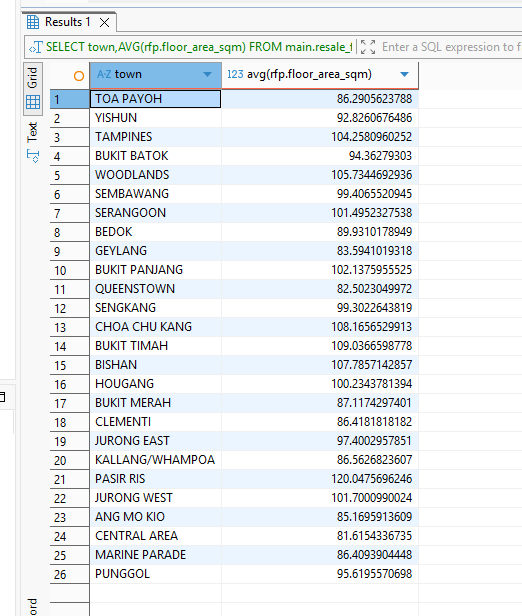 Results 1
SELECT town,AVG(rfp.floor_area_sqm) FROM main.resale_f
Enter a SQL expression to f
Grid
Text
ord
A-Z town 123 avg(rfp.floor_area_sqm)
1 TOA PAYOH 86.2905623788
2 YISHUN 92.8260676486
3 TAMPINES 104.2580960252
4 BUKIT BATOK 94.36279303
5 WOODLANDS 105.7344692936
6 SEMBAWANG 99.4065520945
7 SERANGOON 101.4952327538
8 BEDOK 89.9310178949
9 GEYLANG 83.5941019318
10 BUKIT PANJANG 102.1375955525
11 QUEENSTOWN 82.5023049972
12 SENGKANG 99.3022643819
13 CHOA CHU KANG 108.1656529913
14 BUKIT TIMAH 109.0366598778
15 BISHAN 107.7857142857
16 HOUGANG 100.2343781394
17 BUKIT MERAH 87.1174297401
18 CLEMENTI 86.4181818182
19 JURONG EAST 97.4002957851
20 KALLANG/WHAMPOA 86.5626823607
21 PASIR RIS 120.0475696246
22 JURONG WEST 101.7000990024
23 ANG MO KIO 85.1695913609
24 CENTRAL AREA 81.6154336735
25 MARINE PARADE 86.4093904448
26 PUNGGOL 95.6195570698